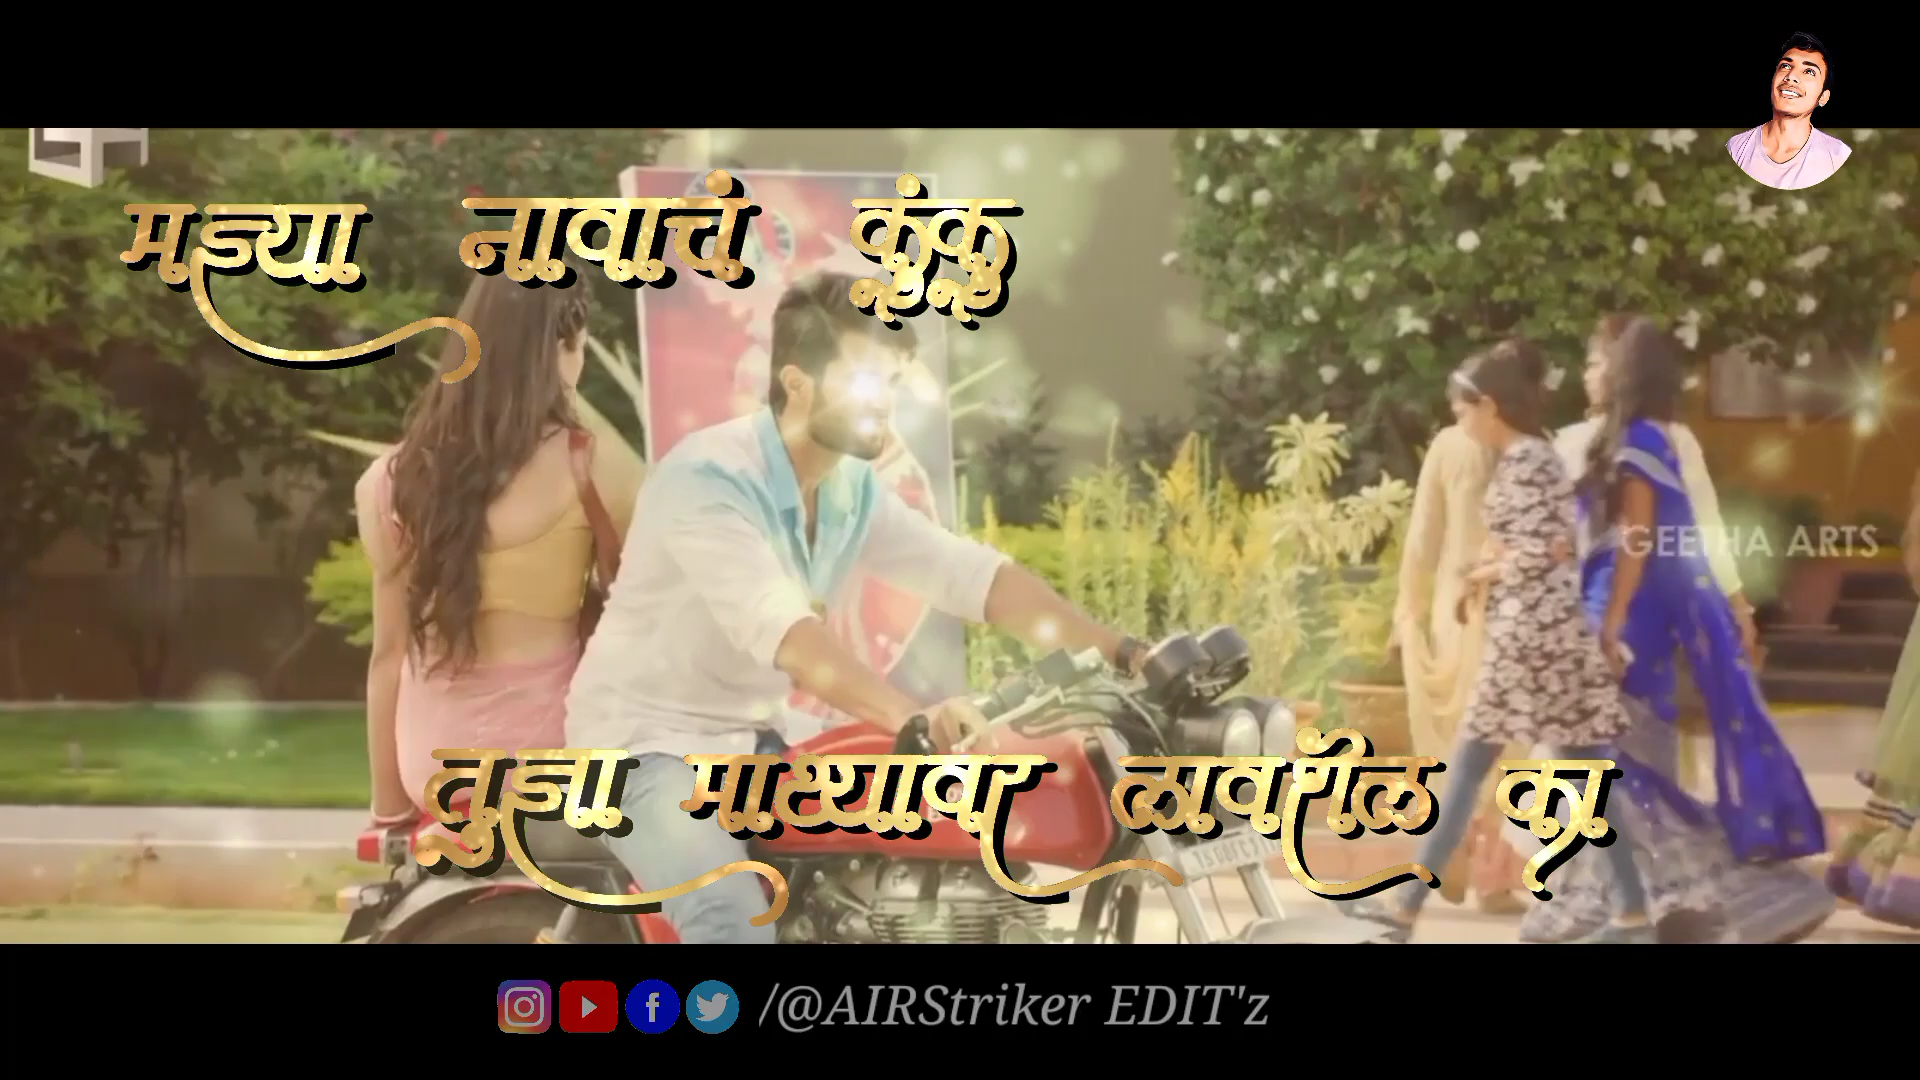 मझ्या नावाचं कुंकु
GEETHA ARTS
तुझा माथ्यावर लावशील का
/@AIRStriker EDIT'z